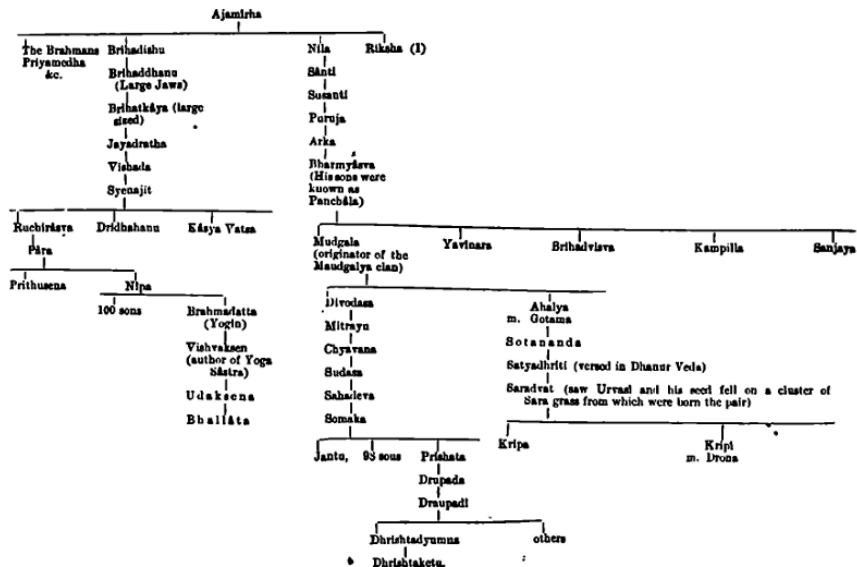 Ajamirha
The Brahmans Priyamedha &c.
Brihadishu
Nila
Riksha (1)
Brihaddhanu (Large Jaws)
Sânti
Brihatkâya (large sized)
Susanti
Puruja
Jayadratha
Arka
Vishada
Bharmyâsva (His sons were known as Panchâla)
Syenajit
Ruchirâsva
Dridhahanu
Kâsya Vatsa
Mudgala (originator of the Maudgalya clan)
Yavinara
Brihadvisva
Kampilla
Sanjaya
Pâra
Prithusena
Nipa
100 sons
Brahmadatta (Yogin)
Divodasa
Ahalya
m. Gotama
Mitrayu
Sotananda
Vishvaksen (author of Yoga Sâstra)
Chyavana
Satyadhriti (versed in Dhanur Veda)
Sudasa
Udaksena
Sahadeva
Saradvat (saw Urvasi and his seed fell on a cluster of Sara grass from which were born the pair)
Bhallâta
Somaka
Jantu,
sons
Prishata
Kripa
Kripi
m. Drona
Drupada
Draupadi
Dhrishtadyumna
others
Dhrishtaketu.